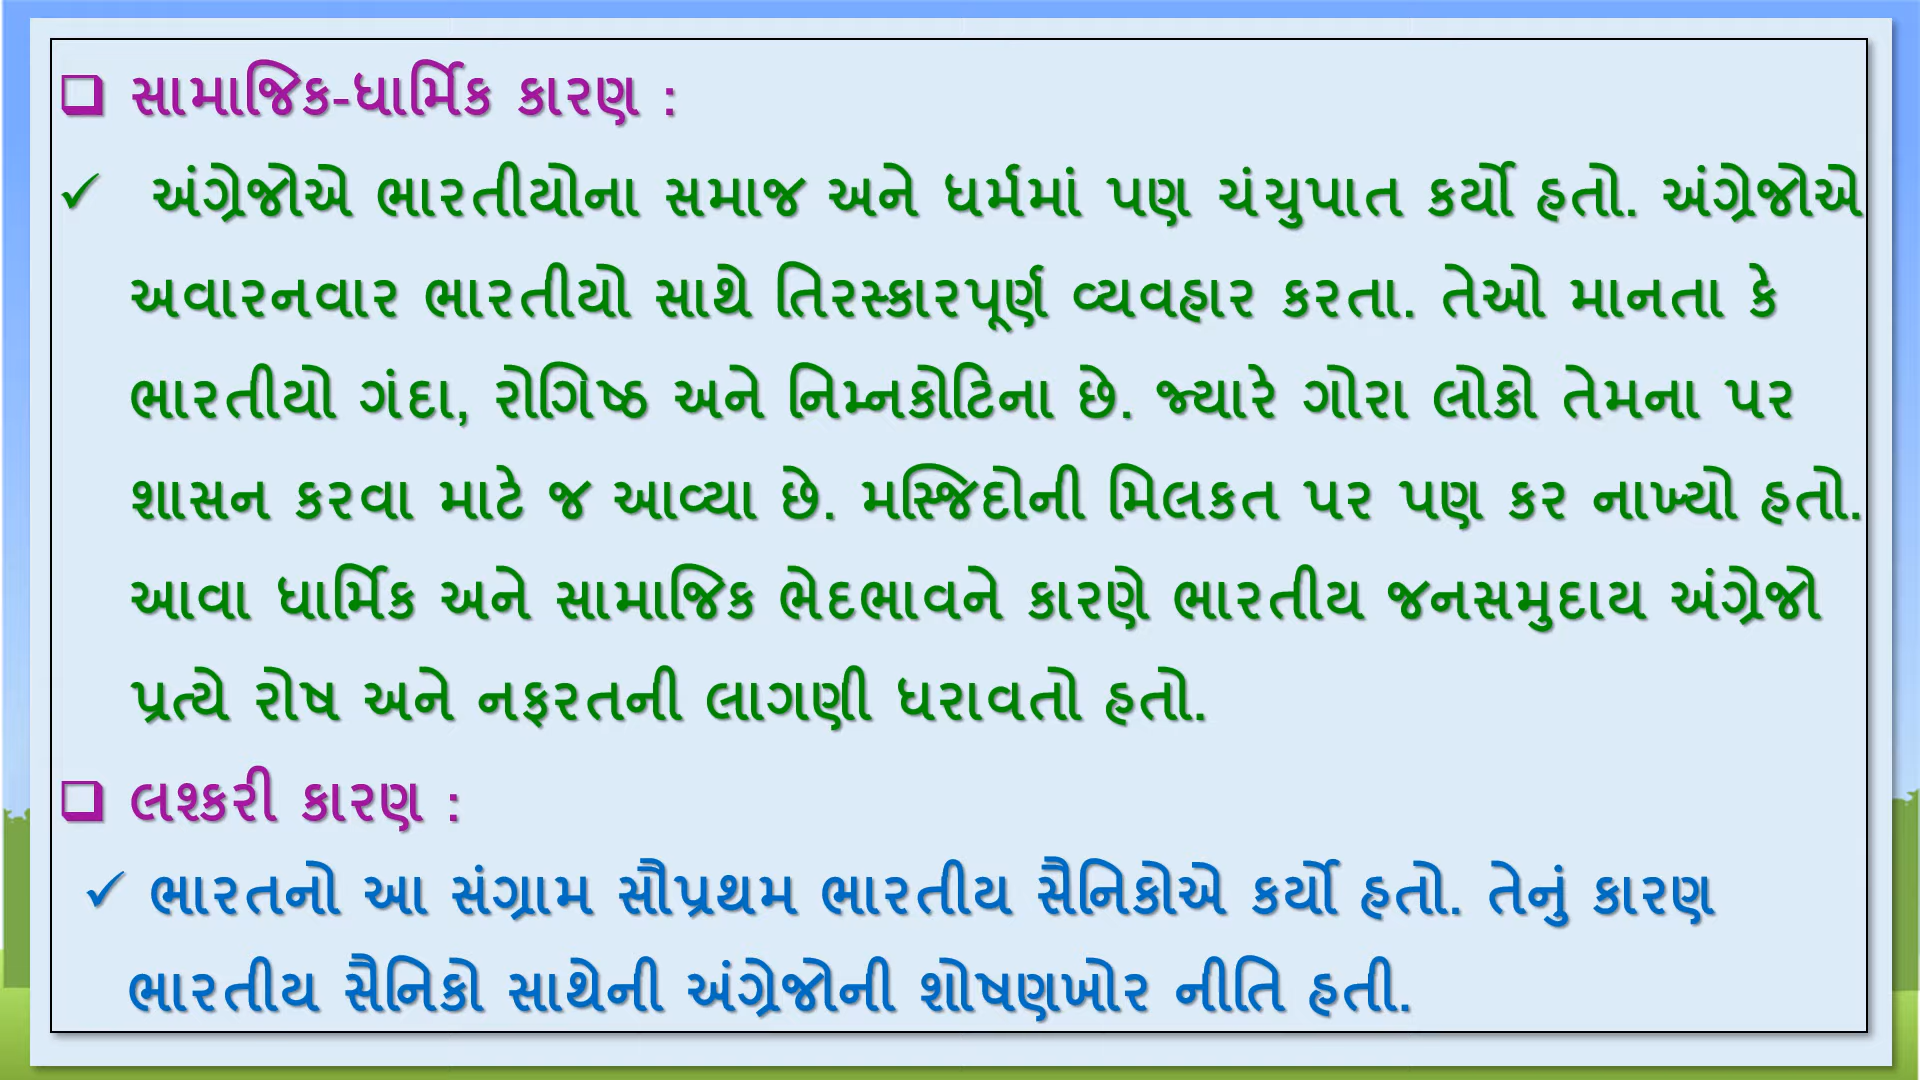 સામાજિક-ધાર્મિક કારણ :
અંગ્રેજોએ ભારતીયોના સમાજ અને ધર્મમાં પણ ચંચુપાત કર્યો હતો. અંગ્રેજોએ
અવારનવાર ભારતીયો સાથે તિરસ્કારપૂર્ણ વ્યવહાર કરતા. તેઓ માનતા કે
ભારતીયો ગંદા, રોગિષ્ઠ અને નિમ્નકોટિના છે. જ્યારે ગોરા લોકો તેમના પર
શાસન કરવા માટે જ આવ્યા છે. મસ્જિદોની મિલકત પર પણ કર નાખ્યો હતો.
આવા ધાર્મિક અને સામાજિક ભેદભાવને કારણે ભારતીય જનસમુદાય અંગ્રેજો
પ્રત્યે રોષ અને નફરતની લાગણી ધરાવતો હતો.
લશ્કરી કારણ :
ભારતનો આ સંગ્રામ સૌપ્રથમ ભારતીય સૈનિકોએ કર્યો હતો. તેનું કારણ
ભારતીય સૈનિકો સાથેની અંગ્રેજોની શોષણખોર નીતિ હતી.